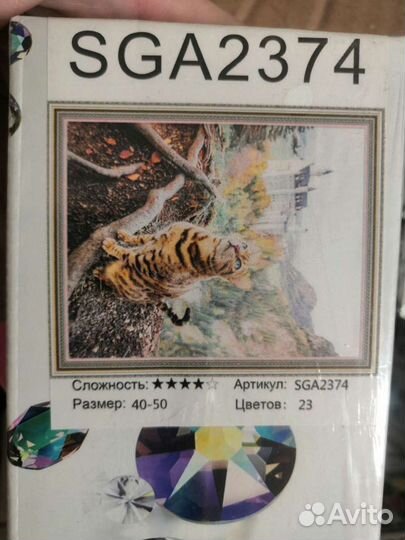 SGA2374
Сложность: ★★★★☆ Артикул: SGA2374
Размер: 40-50 Цветов: 23
Avito